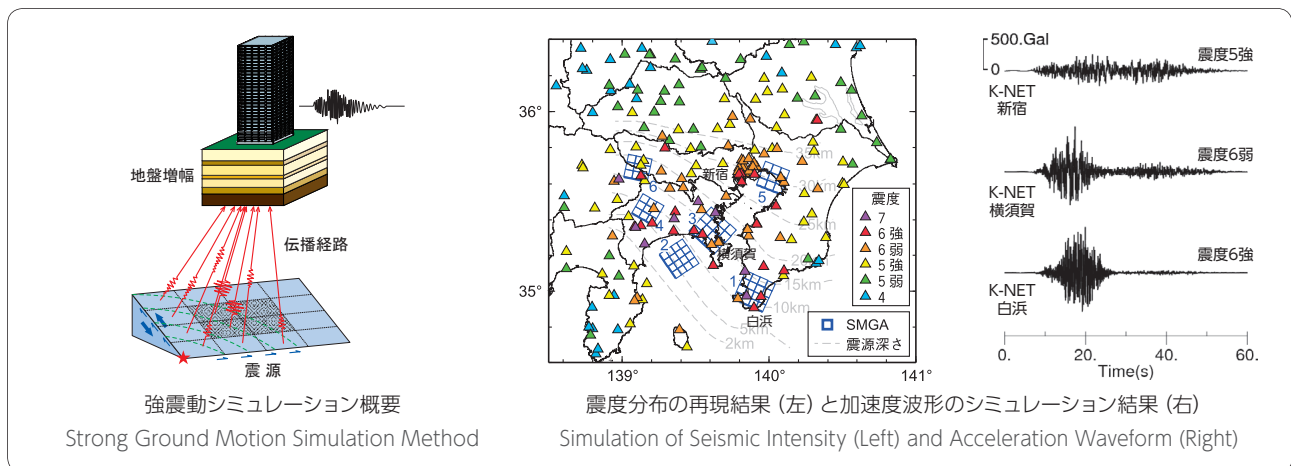 地盤増幅
伝播経路
震 源
強震動シミュレーション概要
Strong Ground Motion Simulation Method
36°
35°
139°
140°
141°
新宿
横須賀
白浜
1
2
3
4
5
6
35km
30km
25km
20km
15km
10km
5km
2km
震度
7
6強
6弱
5強
5弱
4
SMGA
震源深さ
500.Gal
0
震度5強
K-NET
新宿
震度6弱
K-NET
横須賀
震度6強
K-NET
白浜
0. 20. 40. 60.
Time(s)
震度分布の再現結果（左）と加速度波形のシミュレーション結果（右）
Simulation of Seismic Intensity (Left) and Acceleration Waveform (Right)